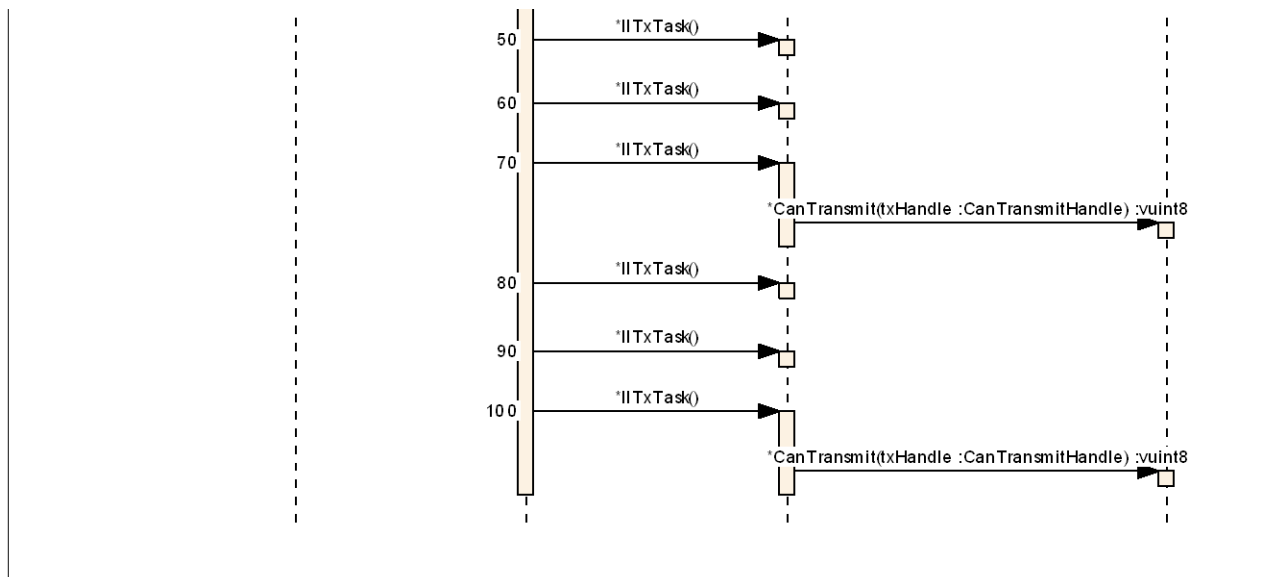 *IlTxTask()
50
*IlTxTask()
60
*IlTxTask()
70
*CanTransmit(txHandle :CanTransmitHandle) :vuint8
*IlTxTask()
80
*IlTxTask()
90
*IlTxTask()
100
*CanTransmit(txHandle :CanTransmitHandle) :vuint8